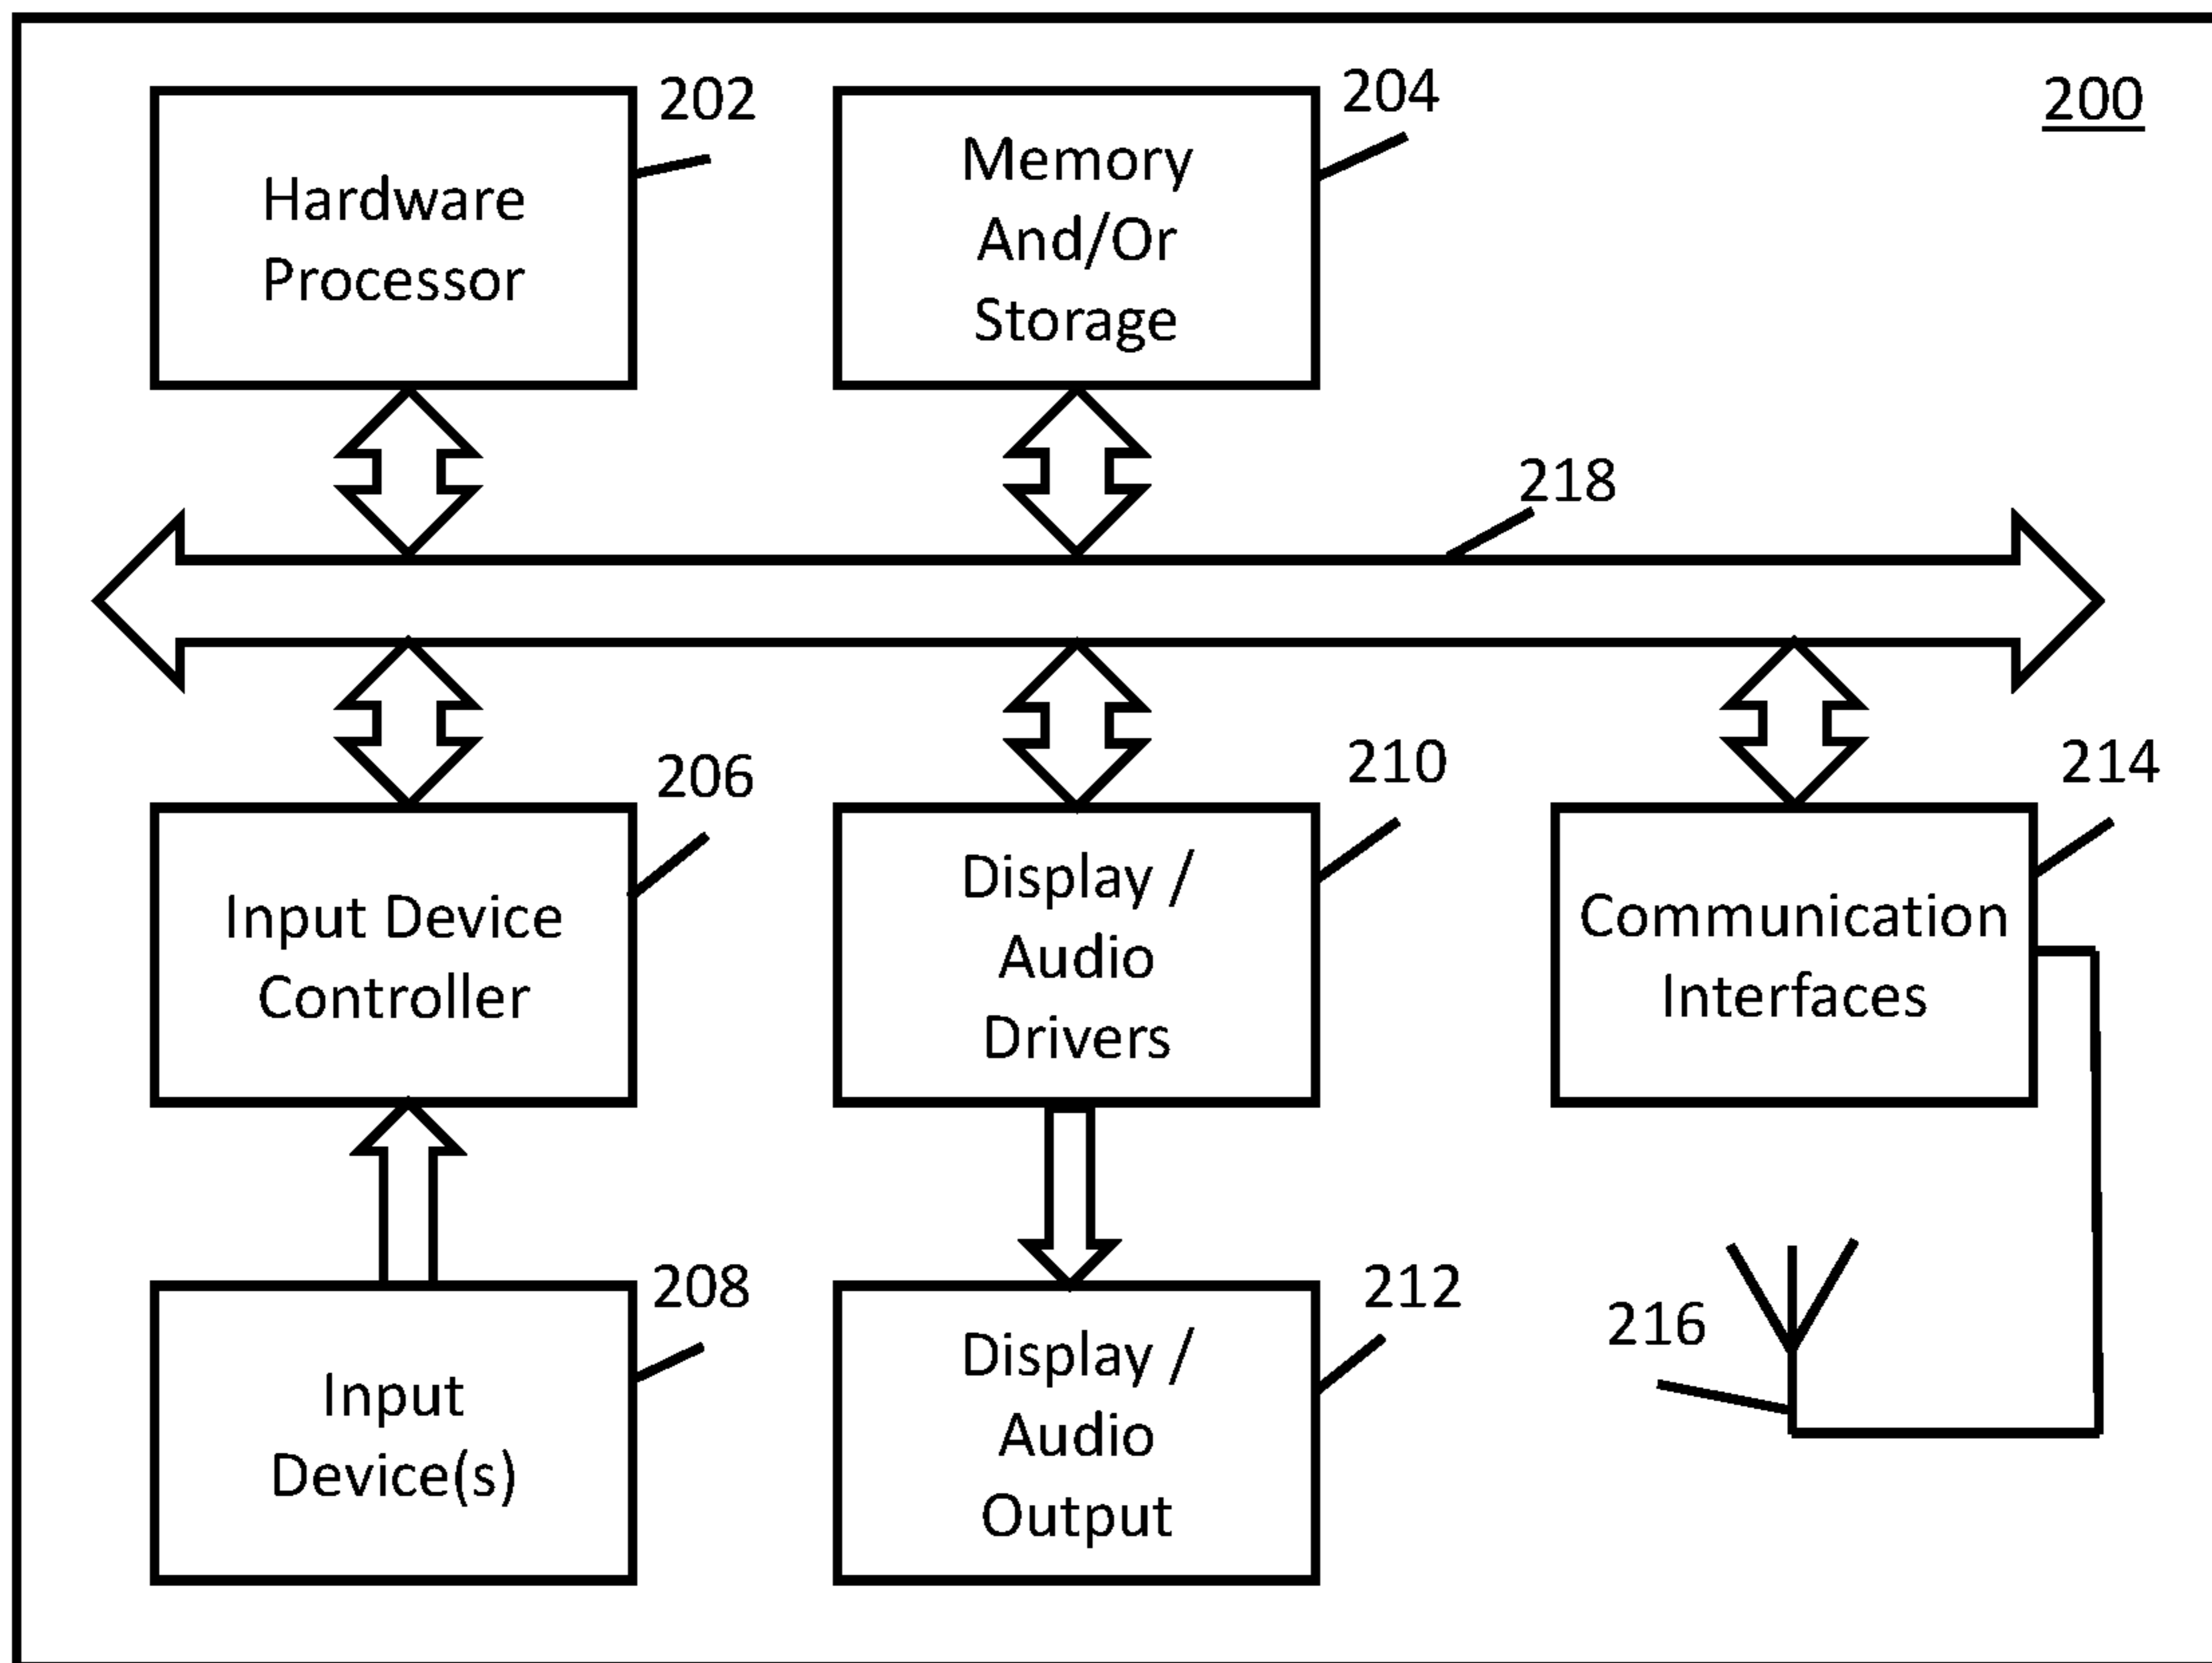 200
202
Hardware
Processor
204
Memory
And/Or
Storage
218
206
Input Device
Controller
210
Display /
Audio
Drivers
214
Communication
Interfaces
208
Input
Device(s)
212
Display /
Audio
Output
216